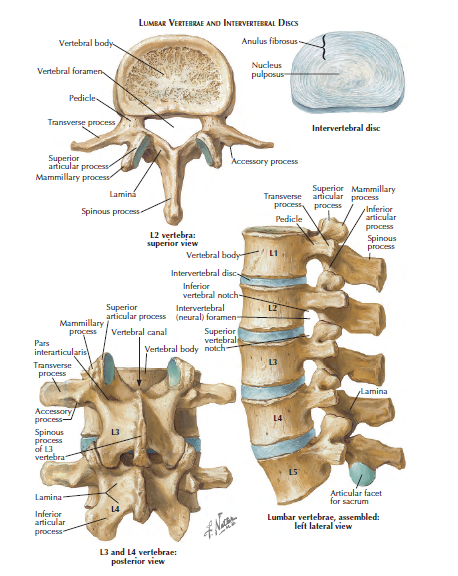 LUMBAR VERTEBRAE AND INTERVERTEBRAL DISCS
Vertebral body
Vertebral foramen
Pedicle
Transverse process
Superior
articular process
Mammillary process
Lamina
Spinous process
Accessory process
L2 vertebra:
superior view
Anulus fibrosus
Nucleus
pulposus
Intervertebral disc
Transverse
process
Superior
articular
process
Mammillary
process
Pedicle
Inferior
articular
process
Spinous
process
Vertebral body
Intervertebral disc
Inferior
vertebral notch
Intervertebral
(neural) foramen
Superior
vertebral
notch
L1
L2
L3
L4
L5
Lamina
Articular facet
for sacrum
Lumbar vertebrae, assembled:
left lateral view
Superior
articular process
Mammillary
process
Vertebral canal
Vertebral body
Pars
interarticularis
Transverse
process
Accessory
process
Spinous
process
of L3
vertebra
Lamina
Inferior
articular
process
L3
L4
L3 and L4 vertebrae:
posterior view